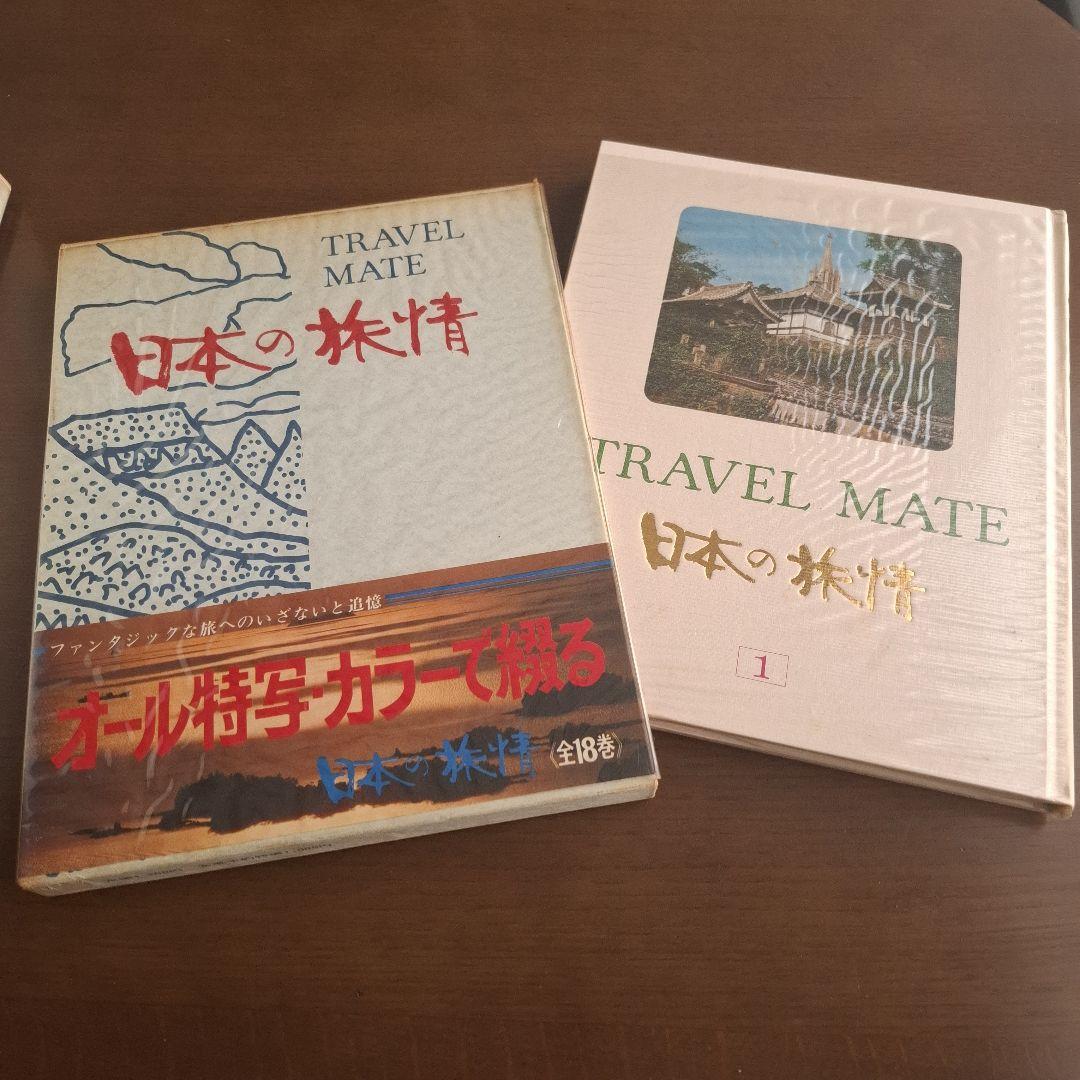 TRAVEL
MATE
日本の旅情
ファンタジックな旅へのいざないと追憶
オール特写・カラーで綴る
日本の旅情
《全18巻》
TRAVEL MATE
日本の旅情
1